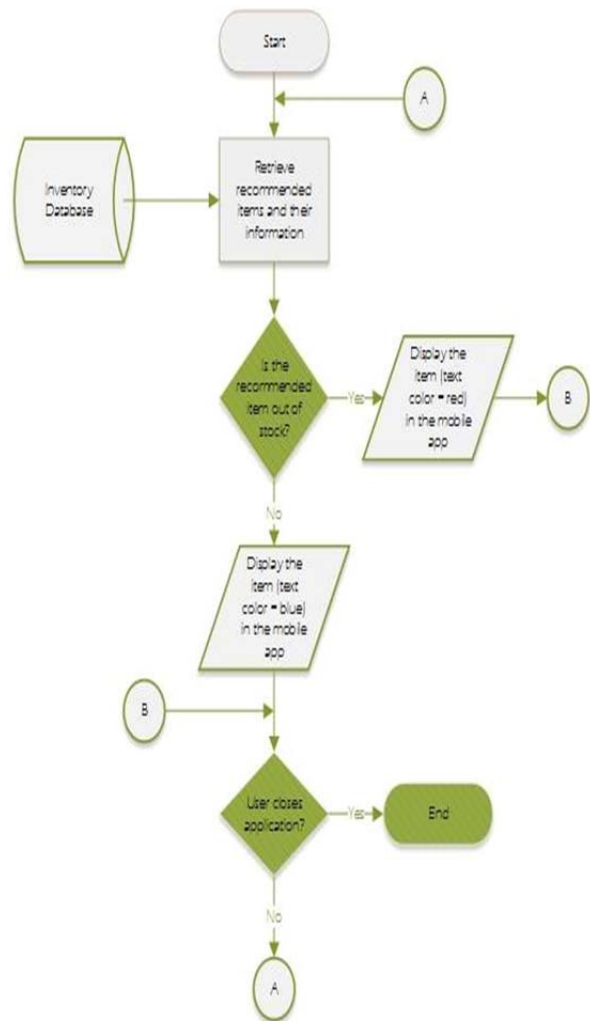 Start
A
Inventory
Database
Retrieve
recommended
items and their
information
Is the
recommended
item out of
stock?
Yes
Display the
item (text
color = red)
in the mobile
app
B
No
Display the
item (text
color = blue)
in the mobile
app
B
User closes
application?
Yes
End
No
A